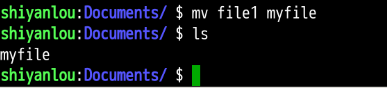 shiyanlou:Documents/ $ mv file1 myfile
shiyanlou:Documents/ $ ls
myfile
shiyanlou:Documents/ $